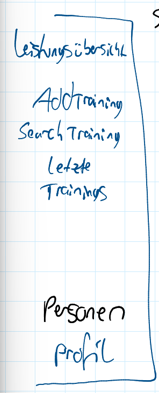 Leistungsübersicht
AddTraining
Search Training
Letzte
Trainings
Personen
Profil